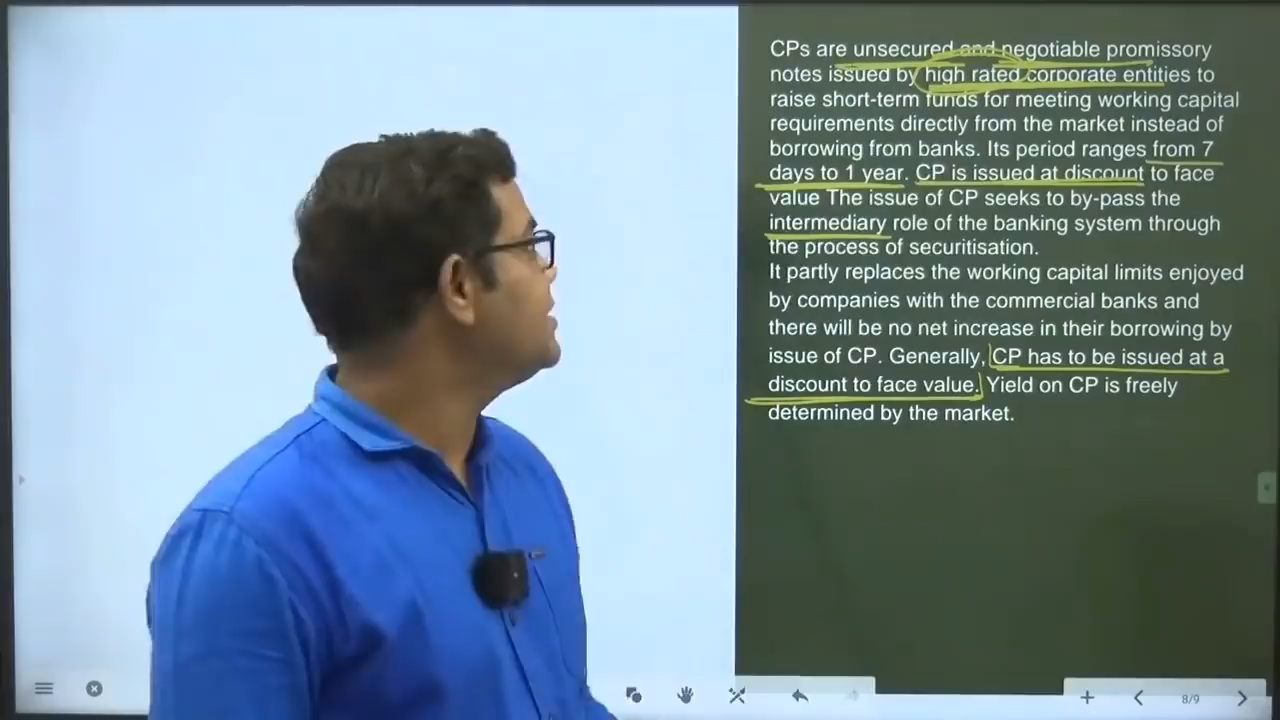 CPs are unsecured and negotiable promissory
notes issued by high rated corporate entities to
raise short-term funds for meeting working capital
requirements directly from the market instead of
borrowing from banks. Its period ranges from 7
days to 1 year. CP is issued at discount to face
value The issue of CP seeks to by-pass the
intermediary role of the banking system through
the process of securitisation.
It partly replaces the working capital limits enjoyed
by companies with the commercial banks and
there will be no net increase in their borrowing by
issue of CP. Generally, CP has to be issued at a
discount to face value. Yield on CP is freely
determined by the market.
8/9